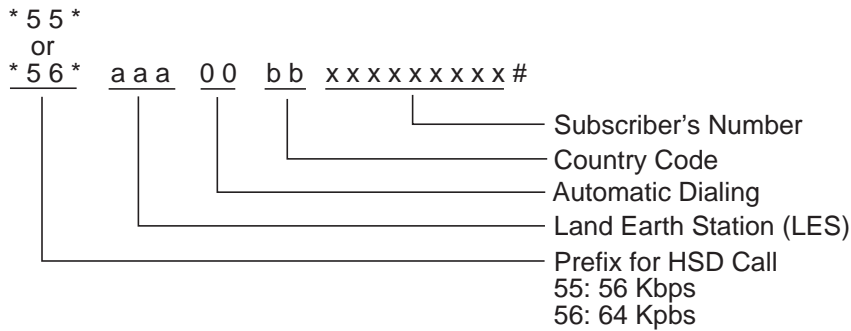 * 5 5 *
or
* 5 6 * a a a 0 0 b b x x x x x x x x x #
Subscriber's Number
Country Code
Automatic Dialing
Land Earth Station (LES)
Prefix for HSD Call
55: 56 Kbps
56: 64 Kpbs